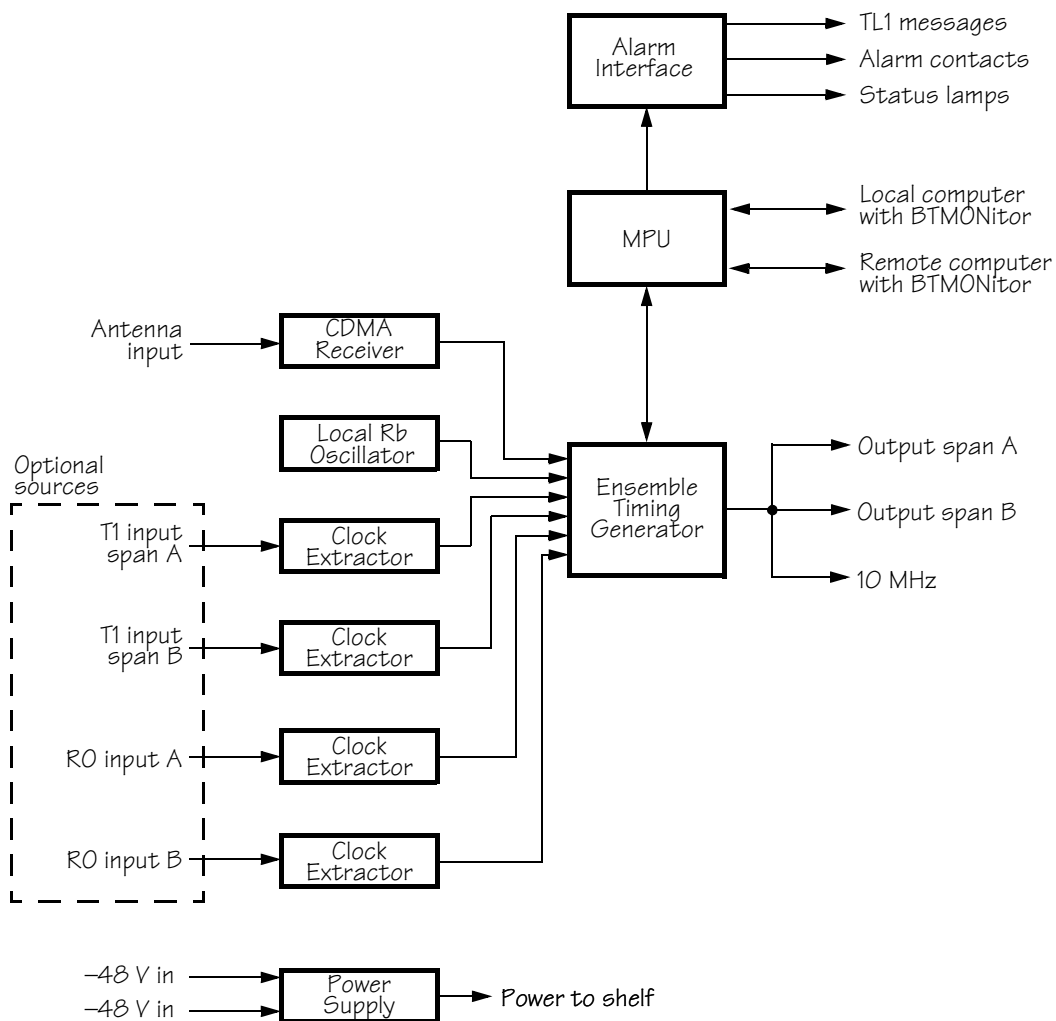 Alarm
Interface
TL1 messages
Alarm contacts
Status lamps
MPU
Local computer
with BTMONitor
Remote computer
with BTMONitor
Antenna
input
CDMA
Receiver
Local Rb
Oscillator
Optional
sources
T1 input
span A
Clock
Extractor
T1 input
span B
Clock
Extractor
RO input A
Clock
Extractor
RO input B
Clock
Extractor
Ensemble
Timing
Generator
Output span A
Output span B
10 MHz
–48 V in
–48 V in
Power
Supply
Power to shelf